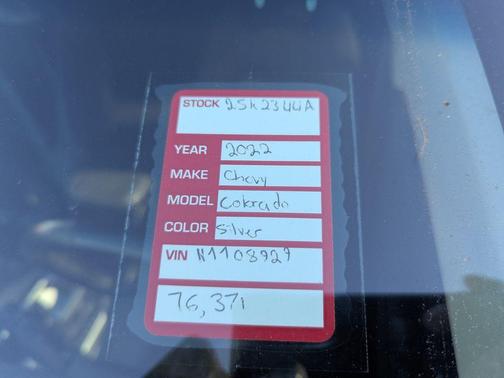 STOCK 25K2344A
YEAR 2022
MAKE Chevy
MODEL Colorado
COLOR Silver
VIN N1108927
76,371